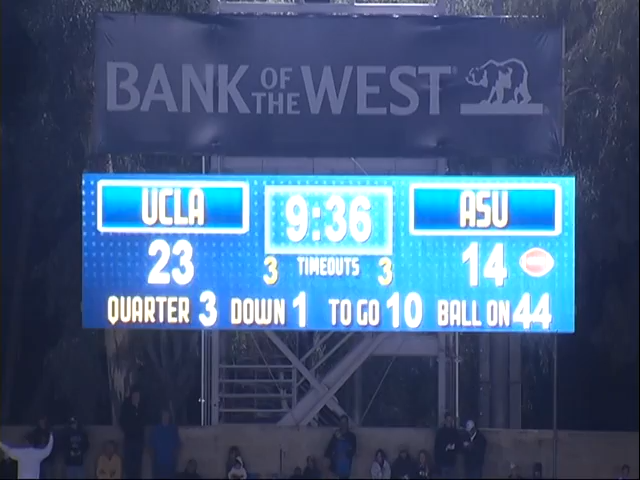 BANK OF THE WEST
UCLA 9:36 ASU
23 3 TIMEOUTS 3 14
QUARTER 3 DOWN 1 TO GO 10 BALL ON 44